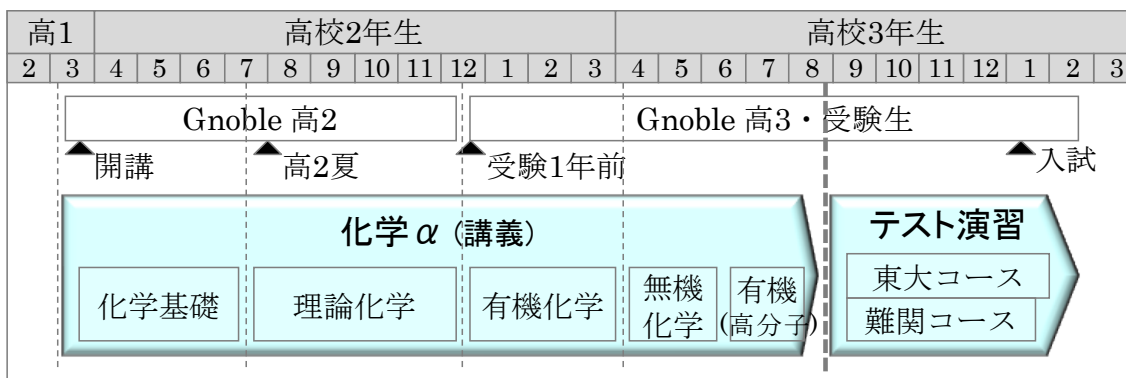 高1 高校2年生 高校3年生
2 3 4 5 6 7 8 9 10 11 12 1 2 3 4 5 6 7 8 9 10 11 12 1 2 3
Gnoble 高2 Gnoble 高3・受験生
開講 高2夏 受験1年前 入試
化学α(講義) テスト演習
化学基礎 理論化学 有機化学
無機
化学
有機
(高分子)
東大コース
難関コース